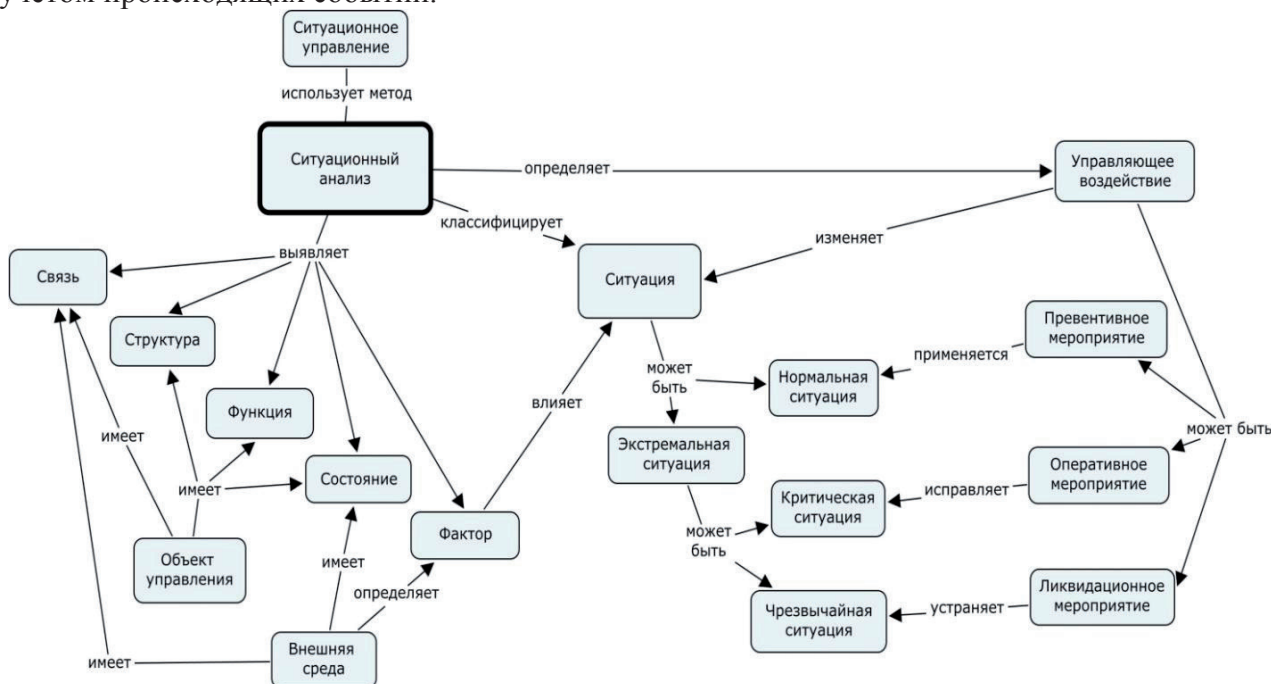 учетом происходящих событий.
Ситуационное
управление
использует метод
Ситуационный
анализ
определяет
Управляющее
воздействие
классифицирует
изменяет
выявляет
Связь
Ситуация
Структура
Превентивное
мероприятие
применяется
может
быть
Нормальная
ситуация
Функция
влияет
может быть
имеет
Экстремальная
ситуация
Оперативное
мероприятие
Состояние
имеет
исправляет
Критическая
ситуация
Фактор
может
быть
Объект
управления
имеет
определяет
Ликвидационное
мероприятие
устраняет
Чрезвычайная
ситуация
Внешняя
среда
имеет